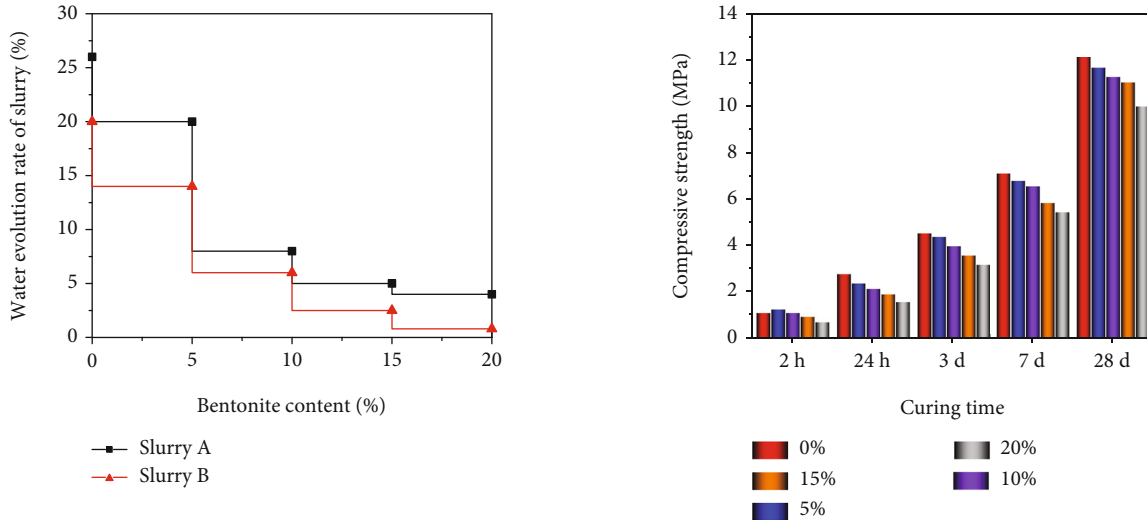 Water evolution rate of slurry (%)
30
25
20
15
10
5
0
0 5 10 15 20
Bentonite content (%)
Slurry A
Slurry B
Compressive strength (MPa)
14
12
10
8
6
4
2
0
2 h 24 h 3 d 7 d 28 d
Curing time
0% 20%
15% 10%
5%